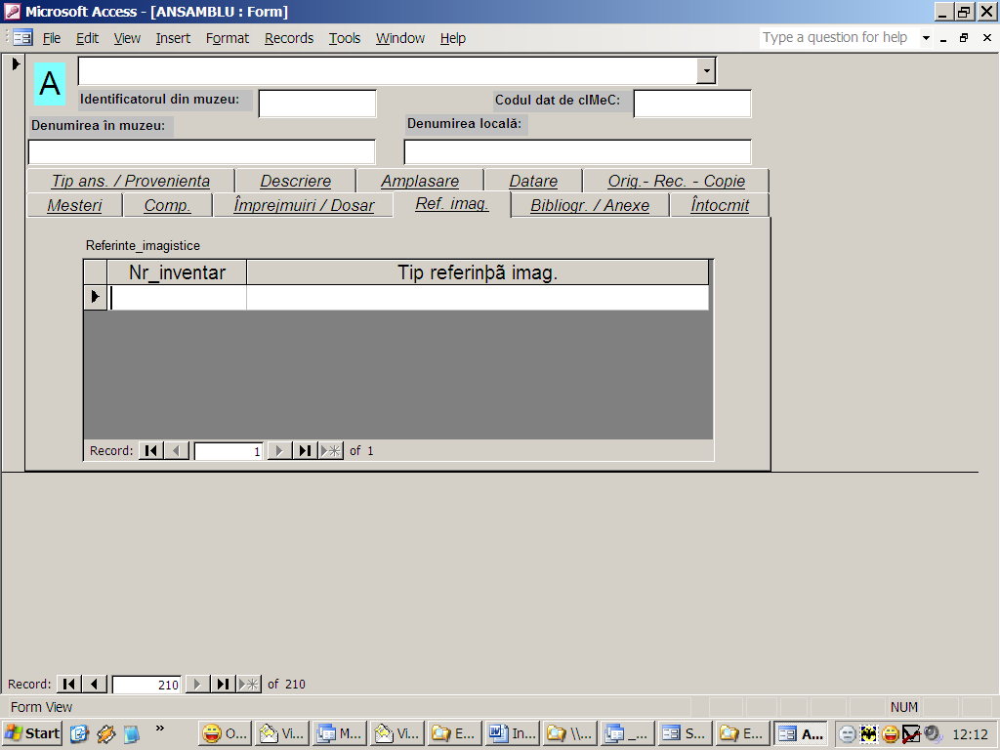 Microsoft Access - [ANSAMBLU : Form]
File Edit View Insert Format Records Tools Window Help Type a question for help
A
Identificatorul din muzeu: Codul dat de cIMeC:
Denumirea în muzeu: Denumirea locală:
Tip ans. / Provenienta Descriere Amplasare Datare Orig.- Rec. - Copie
Mesteri Comp. Împrejmuiri / Dosar Ref. imag. Bibliogr. / Anexe Întocmit
Referinte_imagistice
Nr_inventar Tip referinþã imag.
Record: 1 of 1
Record: 210 of 210
Form View NUM
Start » O... Vi... M... Vi... E... In... \\... _... S... E... A... 12:12